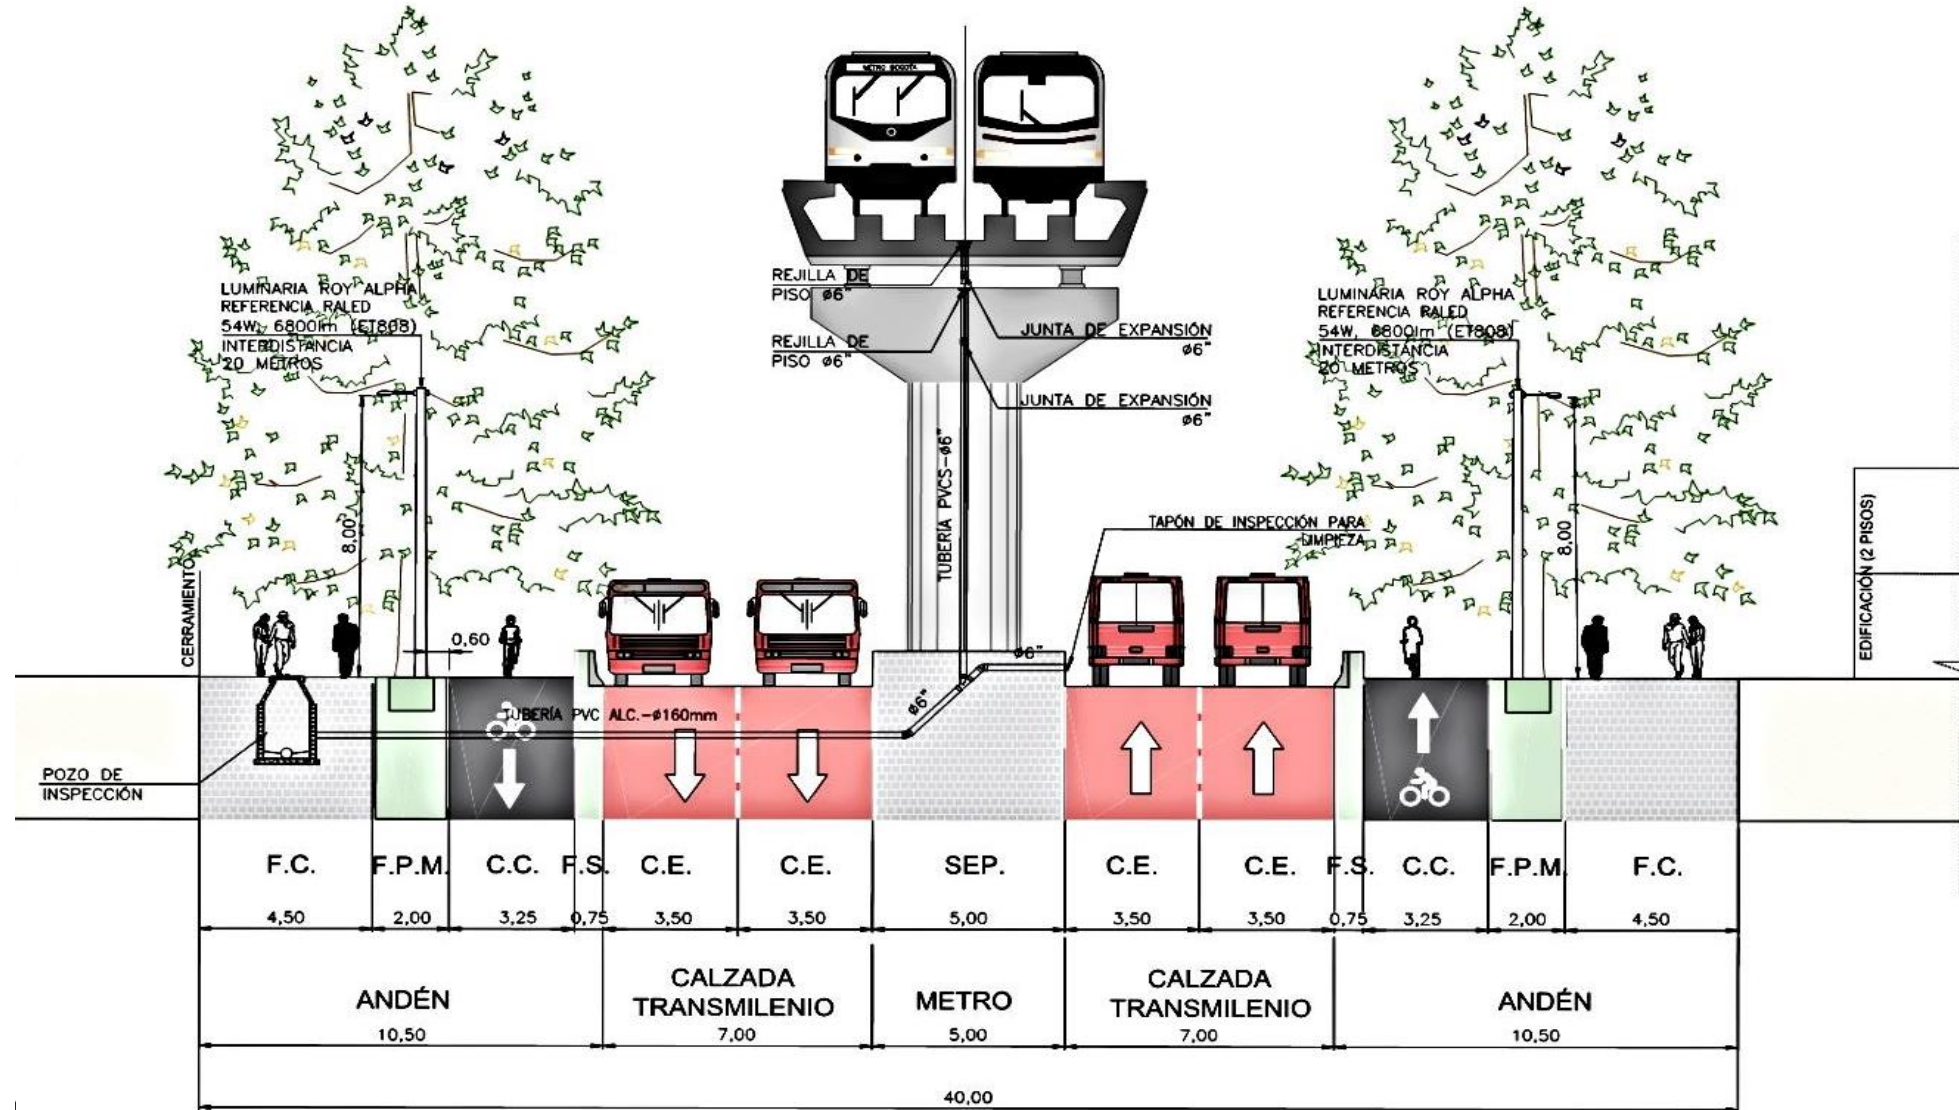 METRO BOGOTA
LUMINARIA ROY ALPHA
REFERENCIA RALED
54W, 6800lm (ET808)
INTERDISTANCIA
20 METROS
REJILLA DE
PISO ø6"
REJILLA DE
PISO ø6"
JUNTA DE EXPANSIÓN
ø6"
JUNTA DE EXPANSIÓN
ø6"
LUMINARIA ROY ALPHA
REFERENCIA RALED
54W, 6800lm (ET808)
INTERDISTANCIA
20 METROS
TUBERÍA PVCS-ø6"
TAPÓN DE INSPECCIÓN PARA
LIMPIEZA
8,00
8,00
CERRAMIENTO
EDIFICACIÓN (2 PISOS)
0,60
ø6"
ø6"
TUBERÍA PVC ALC.-ø160mm
POZO DE
INSPECCIÓN
F.C. F.P.M. C.C. F.S. C.E. C.E. SEP. C.E. C.E. F.S. C.C. F.P.M. F.C.
4,50 2,00 3,25 0,75 3,50 3,50 5,00 3,50 3,50 0,75 3,25 2,00 4,50
ANDÉN
10,50
CALZADA
TRANSMILENIO
7,00
METRO
5,00
CALZADA
TRANSMILENIO
7,00
ANDÉN
10,50
40,00